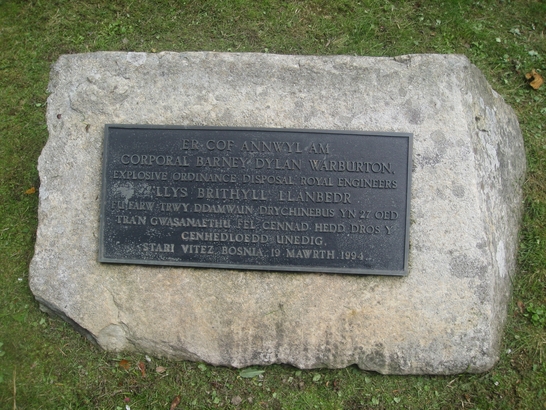 ER COF ANNWYL AM
CORPORAL BARNEY DYLAN WARBURTON,
EXPLOSIVE ORDINANCE DISPOSAL ROYAL ENGINEERS
LLYS BRITHYLL LLANBEDR
FU FARW TRWY DDAMWAIN DRYCHINEBUS YN 27 OED
TRA'N GWASANAETHU FEL CENNAD HEDD DROS Y
CENHEDLOEDD UNEDIG.
STARI VITEZ BOSNIA 19 MAWRTH 1994.